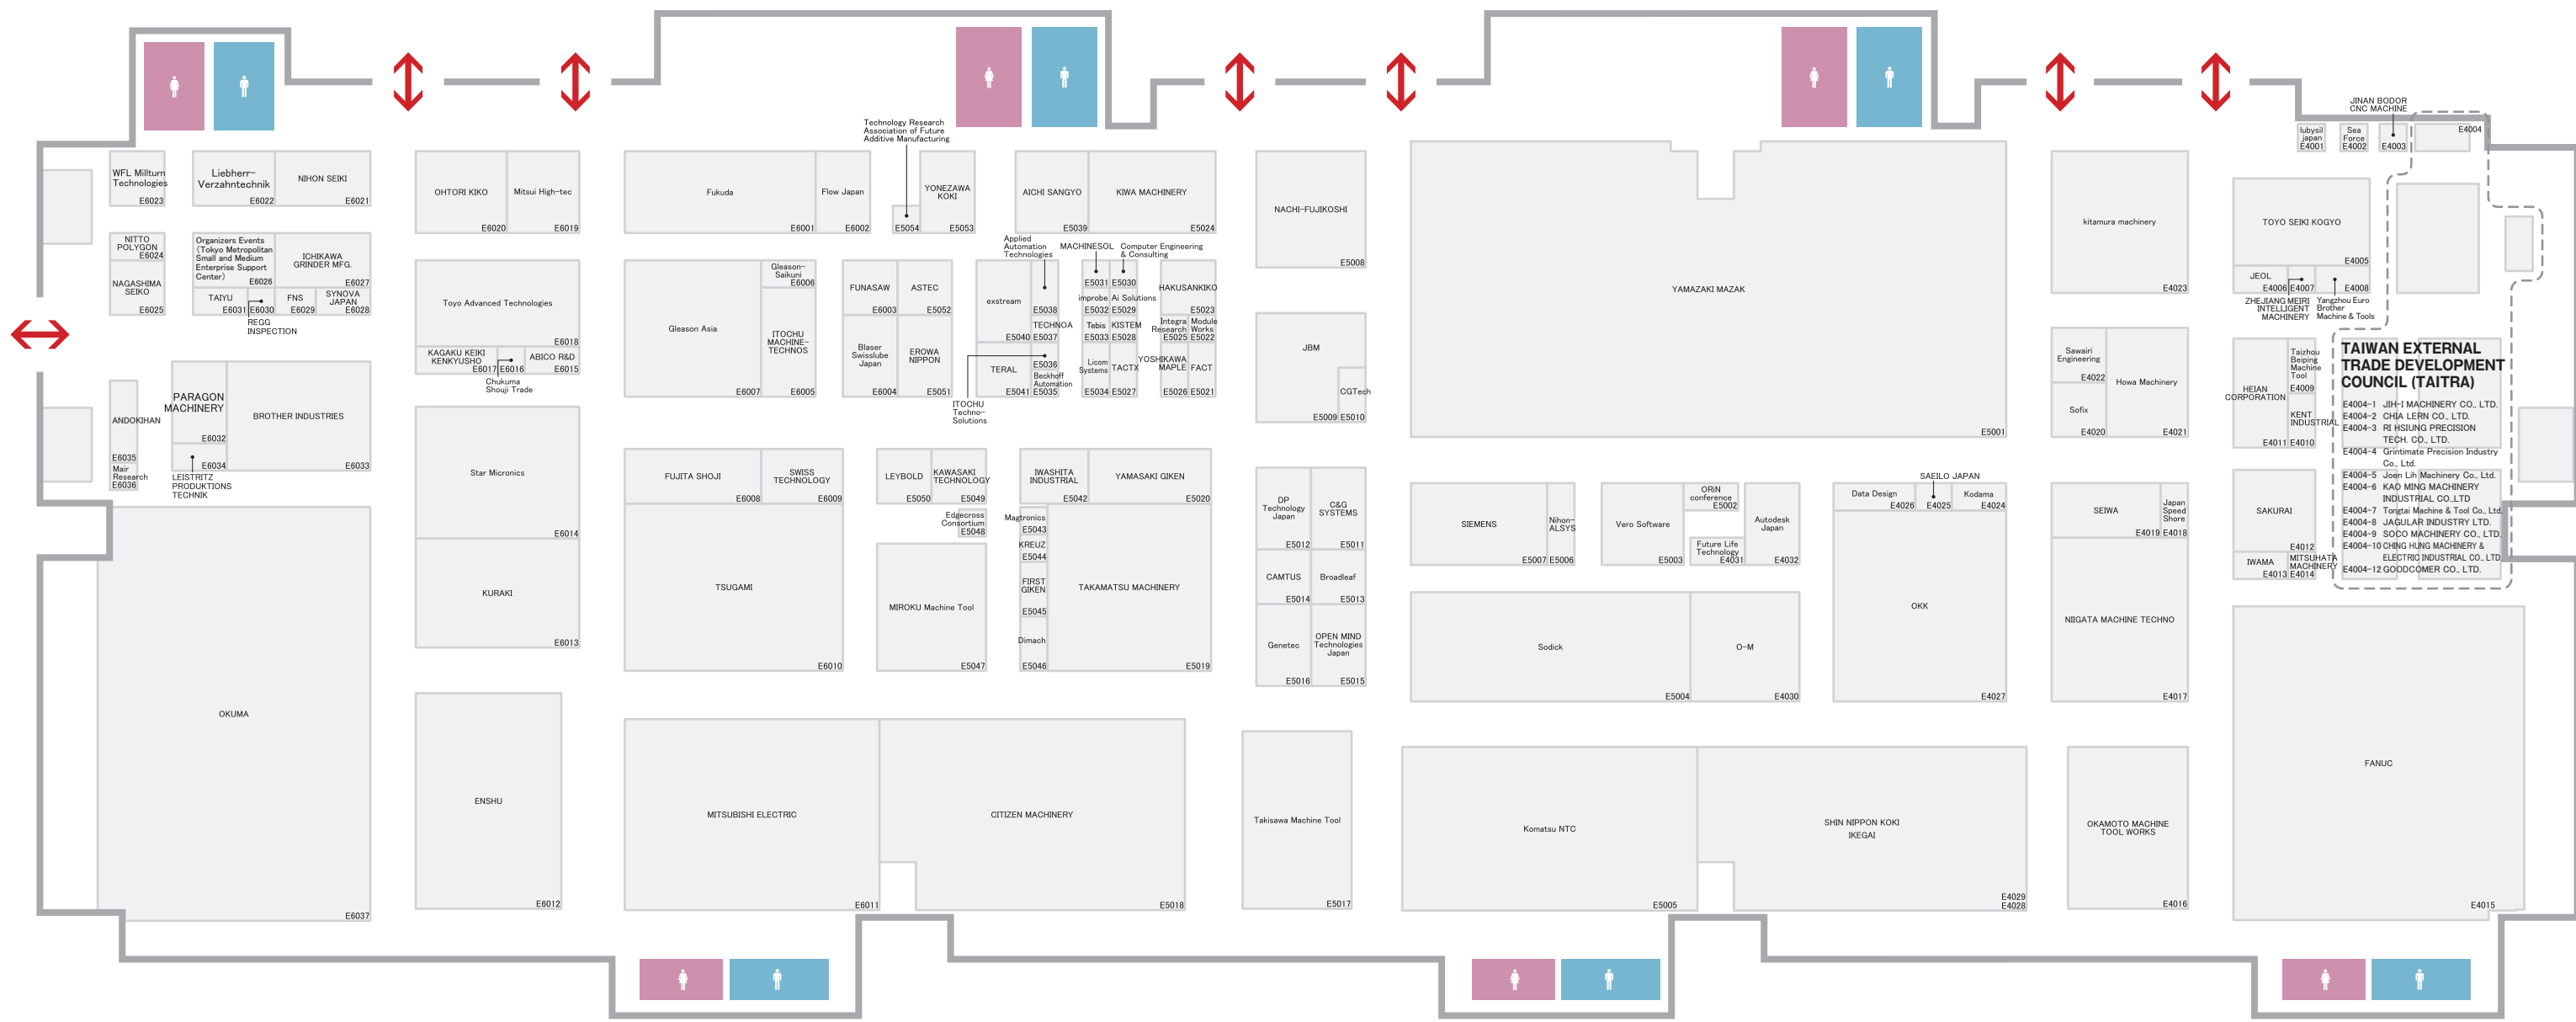 Technology Research
Association of Future
Additive Manufacturing
JINAN BODOR
CNC MACHINE
WFL Millturn
Technologies
E6023
Liebherr-
Verzahntechnik
E6022
NIHON SEIKI
E6021
OHTORI KIKO
E6020
Mitsui High-tec
E6019
Fukuda
E6001
Flow Japan
E6002
E5054
YONEZAWA
KOKI
E5053
AICHI SANGYO
E5039
KIWA MACHINERY
E5024
NACHI-FUJIKOSHI
E5008
YAMAZAKI MAZAK
E5001
kitamura machinery
E4023
lubysil
japan
E4001
Sea
Force
E4002
E4003
E4004
TOYO SEIKI KOGYO
E4005
NITTO
POLYGON
E6024
NAGASHIMA
SEIKO
E6025
Organizers Events
(Tokyo Metropolitan
Small and Medium
Enterprise Support
Center)
E6026
ICHIKAWA
GRINDER MFG.
E6027
TAIYU
E6031
E6030
REGG
INSPECTION
FNS
E6029
SYNOVA
JAPAN
E6028
Toyo Advanced Technologies
E6018
KAGAKU KEIKI
KENKYUSHO
E6017
E6016
Chukuma
Shouji Trade
ABICO R&D
E6015
Gleason Asia
E6007
Gleason-
Saikuni
E6006
ITOCHU
MACHINE-
TECHNOS
E6005
FUNASAW
E6003
ASTEC
E5052
Blaser
Swisslube
Japan
E6004
EROWA
NIPPON
E5051
Applied
Automation
Technologies
exstream
E5040
E5038
TECHNOA
E5037
TERAL
E5041
E5036
Beckhoff
Automation
E5035
ITOCHU
Techno-
Solutions
MACHINESOL
E5031
Computer Engineering
& Consulting
E5030
improbe
E5032
Ai Solutions
E5029
Tebis
E5033
KISTEM
E5028
Licom
Systems
E5034
TACTX
E5027
HAKUSANKIKO
E5023
Integra
Research
E5025
Module
Works
E5022
YOSHIKAWA
MAPLE
E5026
FACT
E5021
JBM
E5009
CGTech
E5010
JEOL
E4006
E4007
E4008
ZHEJIANG MEIRI
INTELLIGENT
MACHINERY
Yangzhou Euro
Brother
Machine & Tools
Sawairi
Engineering
E4022
Sofix
E4020
Howa Machinery
E4021
HEIAN
CORPORATION
E4011
Taizhou
Beiping
Machine
Tool
E4009
KENT
INDUSTRIAL
E4010
TAIWAN EXTERNAL
TRADE DEVELOPMENT
COUNCIL (TAITRA)
E4004-1 JIH-I MACHINERY CO., LTD.
E4004-2 CHIA LERN CO., LTD.
E4004-3 RI HSIUNG PRECISION
TECH. CO., LTD.
E4004-4 Grintimate Precision Industry
Co., Ltd.
E4004-5 Joen Lih Machinery Co., Ltd.
E4004-6 KAO MING MACHINERY
INDUSTRIAL CO.,LTD
E4004-7 Tongtai Machine & Tool Co., Ltd.
E4004-8 JAGULAR INDUSTRY LTD.
E4004-9 SOCO MACHINERY CO., LTD.
E4004-10 CHING HUNG MACHINERY &
ELECTRIC INDUSTRIAL CO., LTD.
E4004-12 GOODCOMER CO., LTD.
ANDOKIHAN
E6035
Mair
Research
E6036
PARAGON
MACHINERY
E6032
E6034
LEISTRITZ
PRODUKTIONS
TECHNIK
BROTHER INDUSTRIES
E6033
Star Micronics
E6014
KURAKI
E6013
FUJITA SHOJI
E6008
SWISS
TECHNOLOGY
E6009
TSUGAMI
E6010
LEYBOLD
E5050
KAWASAKI
TECHNOLOGY
E5049
Edgecross
Consortium
E5048
MIROKU Machine Tool
E5047
IWASHITA
INDUSTRIAL
E5042
YAMASAKI GIKEN
E5020
Magtronics
E5043
KREUZ
E5044
FIRST
GIKEN
E5045
Dimach
E5046
TAKAMATSU MACHINERY
E5019
DP
Technology
Japan
E5012
C&G
SYSTEMS
E5011
CAMTUS
E5014
Broadleaf
E5013
Genetec
E5016
OPEN MIND
Technologies
Japan
E5015
SIEMENS
E5007
Nihon-
ALSYS
E5006
Vero Software
E5003
ORiN
conference
E5002
Future Life
Technology
E4031
Autodesk
Japan
E4032
Sodick
E5004
O-M
E4030
SAEILO JAPAN
Data Design
E4026
E4025
Kodama
E4024
OKK
E4027
SEIWA
E4019
Japan
Speed
Shore
E4018
NIIGATA MACHINE TECHNO
E4017
SAKURAI
E4012
IWAMA
E4013
MITSUHATA
MACHINERY
E4014
OKUMA
E6037
ENSHU
E6012
MITSUBISHI ELECTRIC
E6011
CITIZEN MACHINERY
E5018
Takisawa Machine Tool
E5017
Komatsu NTC
E5005
SHIN NIPPON KOKI
IKEGAI
E4029
E4028
OKAMOTO MACHINE
TOOL WORKS
E4016
FANUC
E4015